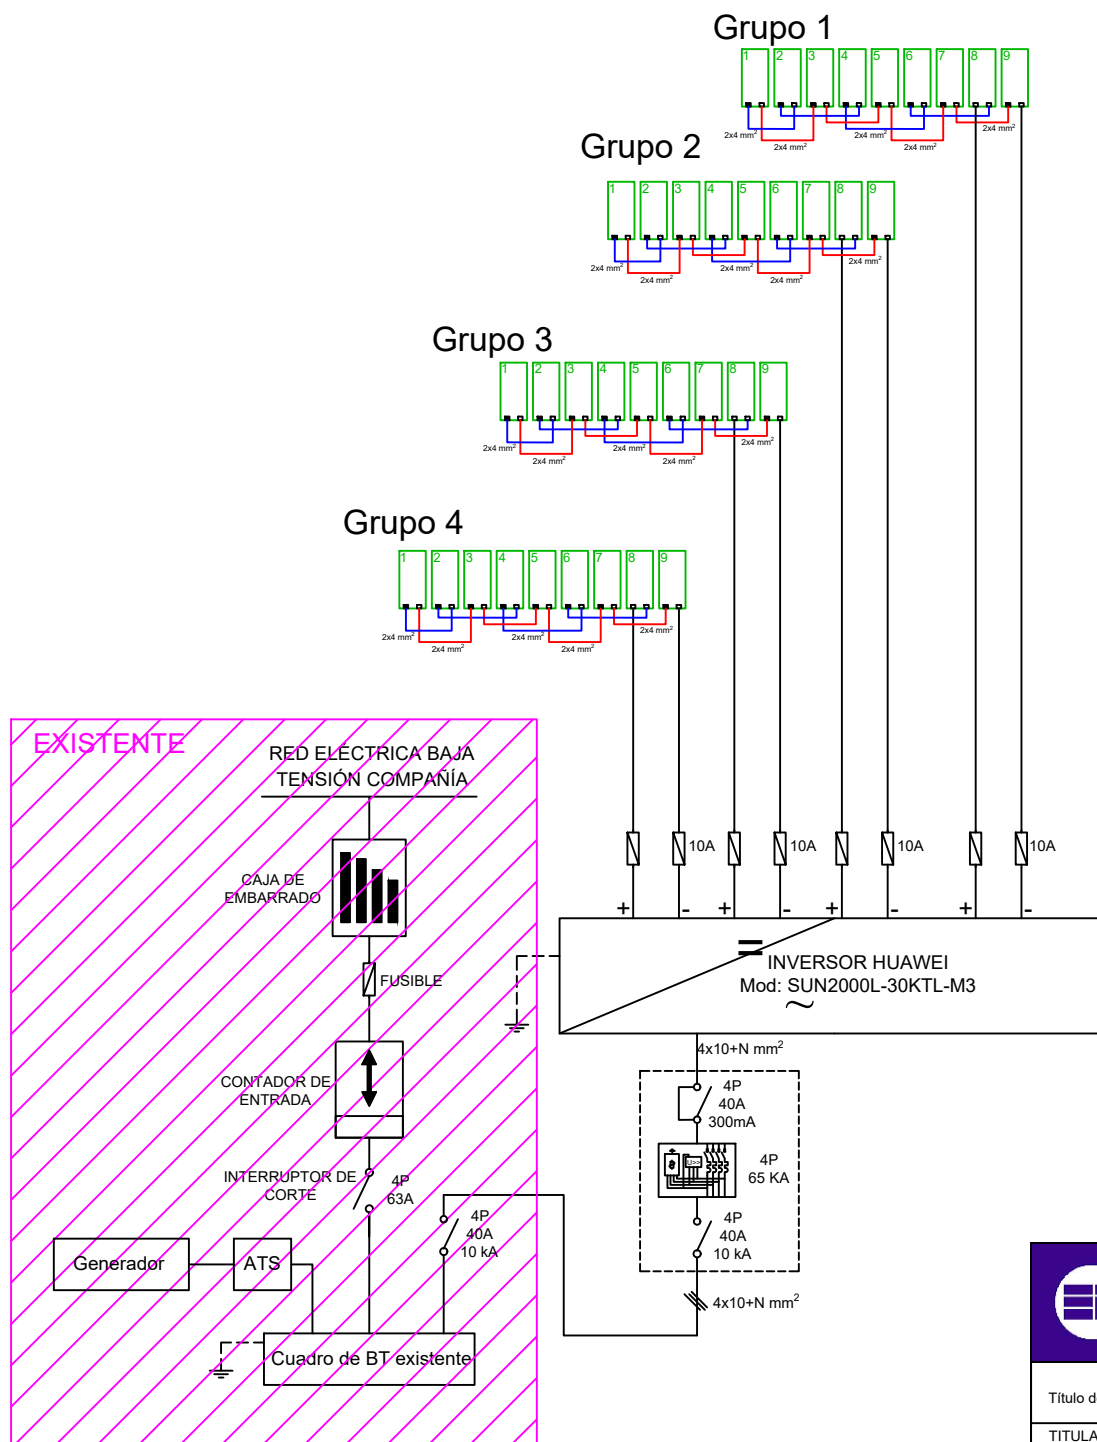 Grupo 1
1 2 3 4 5 6 7 8 9
2x4 mm² 2x4 mm² 2x4 mm² 2x4 mm²
Grupo 2
1 2 3 4 5 6 7 8 9
2x4 mm² 2x4 mm² 2x4 mm² 2x4 mm² 2x4 mm²
Grupo 3
1 2 3 4 5 6 7 8 9
2x4 mm² 2x4 mm² 2x4 mm² 2x4 mm² 2x4 mm²
Grupo 4
1 2 3 4 5 6 7 8 9
2x4 mm² 2x4 mm² 2x4 mm² 2x4 mm² 2x4 mm²
EXISTENTE
RED ELÉCTRICA BAJA
TENSIÓN COMPAÑÍA
CAJA DE
EMBARRADO
FUSIBLE
CONTADOR DE
ENTRADA
INTERRUPTOR DE
CORTE
4P
63A
4P
40A
10 kA
Generador
ATS
Cuadro de BT existente
10A 10A 10A 10A
+ - + - + - + -
INVERSOR HUAWEI
Mod: SUN2000L-30KTL-M3
4x10+N mm²
4P
40A
300mA
U>>
4P
65 KA
4P
40A
10 kA
4x10+N mm²
Título d
TITULA